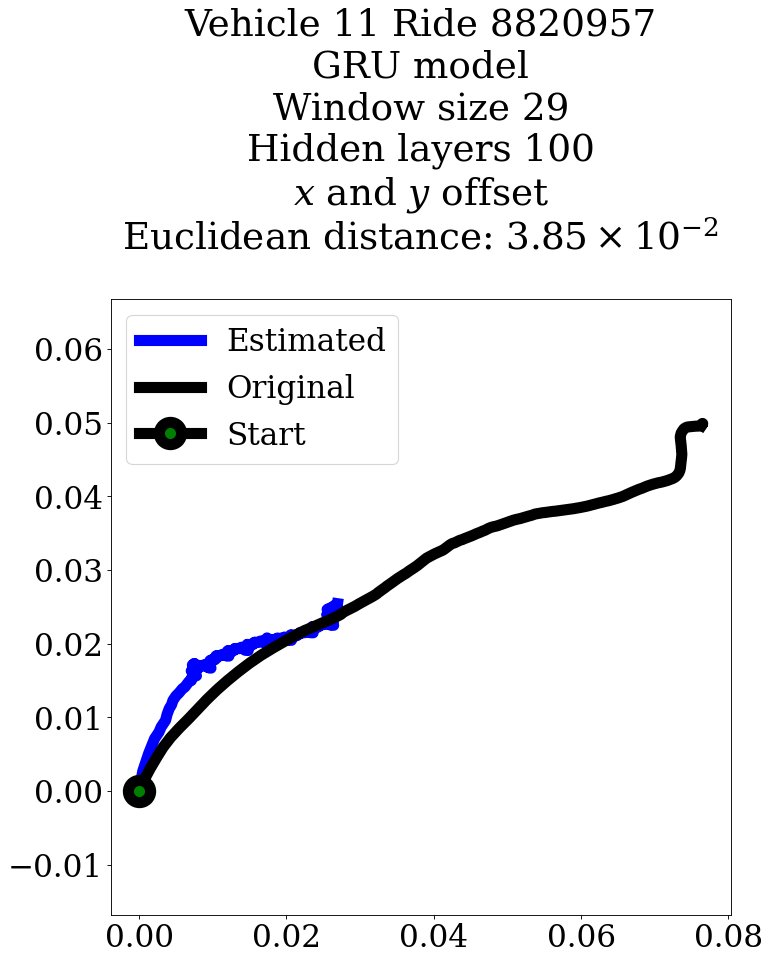 Vehicle 11 Ride 8820957
GRU model
Window size 29
Hidden layers 100
x and y offset
Euclidean distance: 3.85 × 10⁻²
Estimated
Original
Start
0.06
0.05
0.04
0.03
0.02
0.01
0.00
−0.01
0.00 0.02 0.04 0.06 0.08